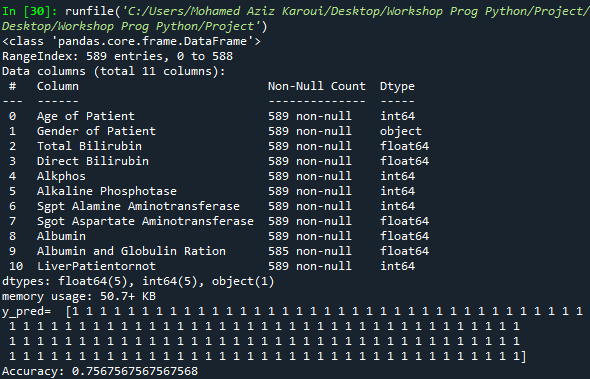 In [30]: runfile('C:/Users/Mohamed Aziz Karoui/Desktop/Workshop Prog Python/Project/
Desktop/Workshop Prog Python/Project')
<class 'pandas.core.frame.DataFrame'>
RangeIndex: 589 entries, 0 to 588
Data columns (total 11 columns):
 #   Column                      Non-Null Count  Dtype
---  ------                      --------------  -----
 0   Age of Patient              589 non-null    int64
 1   Gender of Patient           589 non-null    object
 2   Total Bilirubin             589 non-null    float64
 3   Direct Bilirubin            589 non-null    float64
 4   Alkphos                     589 non-null    int64
 5   Alkaline Phosphotase        589 non-null    int64
 6   Sgpt Alamine Aminotransferase  589 non-null    int64
 7   Sgot Aspartate Aminotransferase  589 non-null    float64
 8   Albumin                     589 non-null    float64
 9   Albumin and Globulin Ration  585 non-null    float64
 10  LiverPatientornot           589 non-null    int64
dtypes: float64(5), int64(5), object(1)
memory usage: 50.7+ KB
y_pred=  [1 1 1 1 1 1 1 1 1 1 1 1 1 1 1 1 1 1 1 1 1 1 1 1 1 1 1 1 1 1 1 1 1 1 1 1 1
 1 1 1 1 1 1 1 1 1 1 1 1 1 1 1 1 1 1 1 1 1 1 1 1 1 1 1 1 1 1 1 1 1 1 1 1 1
 1 1 1 1 1 1 1 1 1 1 1 1 1 1 1 1 1 1 1 1 1 1 1 1 1 1 1 1 1 1 1 1 1 1 1 1 1
 1 1 1 1 1 1 1 1 1 1 1 1 1 1 1 1 1 1 1 1 1 1 1 1 1 1 1 1 1 1 1 1 1 1 1 1 1]
Accuracy: 0.7567567567567568